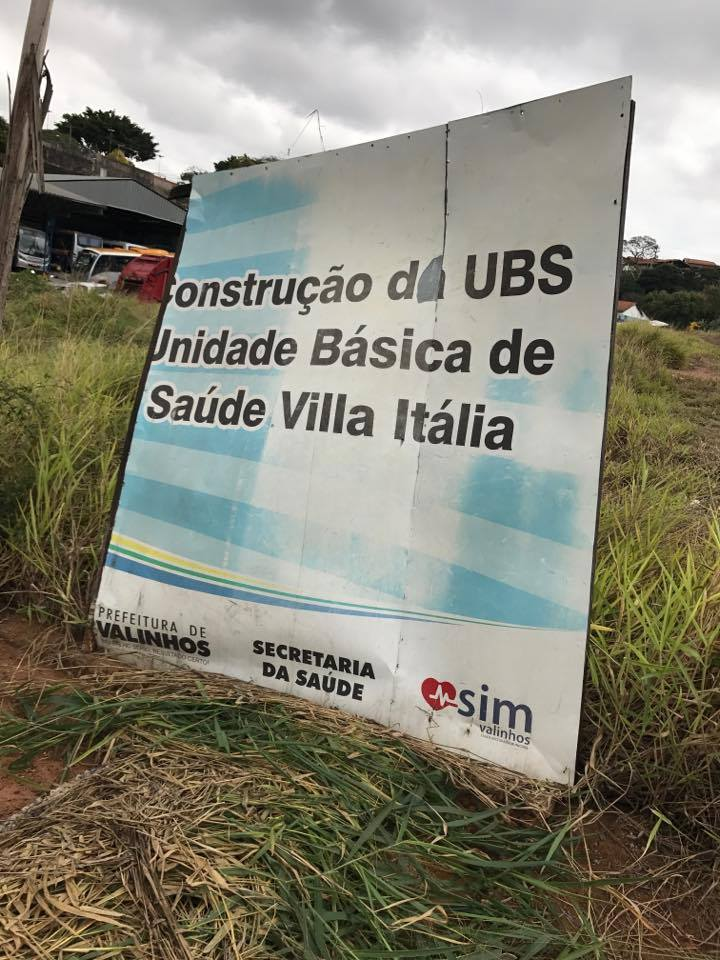 Construção da UBS
Unidade Básica de
Saúde Villa Itália
PREFEITURA DE
VALINHOS
SECRETARIA
DA SAÚDE
sim
valinhos